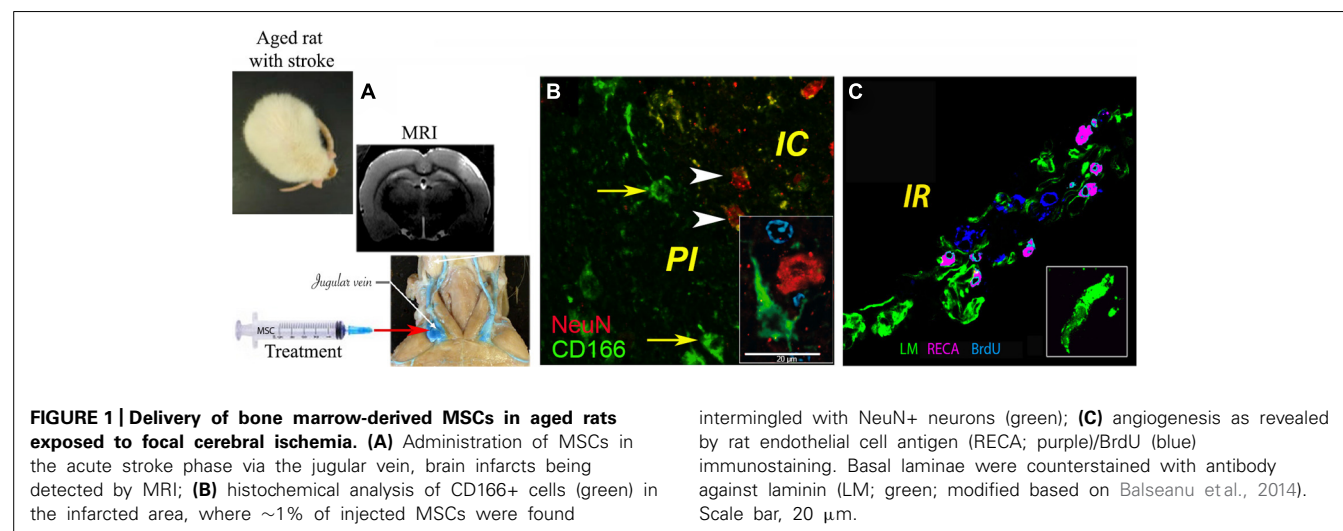 Aged rat
with stroke
A
MRI
Jugular vein
MSC
Treatment
B
IC
PI
NeuN
CD166
20 µm
C
IR
LM RECA BrdU
FIGURE 1 | Delivery of bone marrow-derived MSCs in aged rats
exposed to focal cerebral ischemia. (A) Administration of MSCs in
the acute stroke phase via the jugular vein, brain infarcts being
detected by MRI; (B) histochemical analysis of CD166+ cells (green) in
the infarcted area, where ~1% of injected MSCs were found
intermingled with NeuN+ neurons (green); (C) angiogenesis as revealed
by rat endothelial cell antigen (RECA; purple)/BrdU (blue)
immunostaining. Basal laminae were counterstained with antibody
against laminin (LM; green; modified based on Balseanu et al., 2014).
Scale bar, 20 µm.